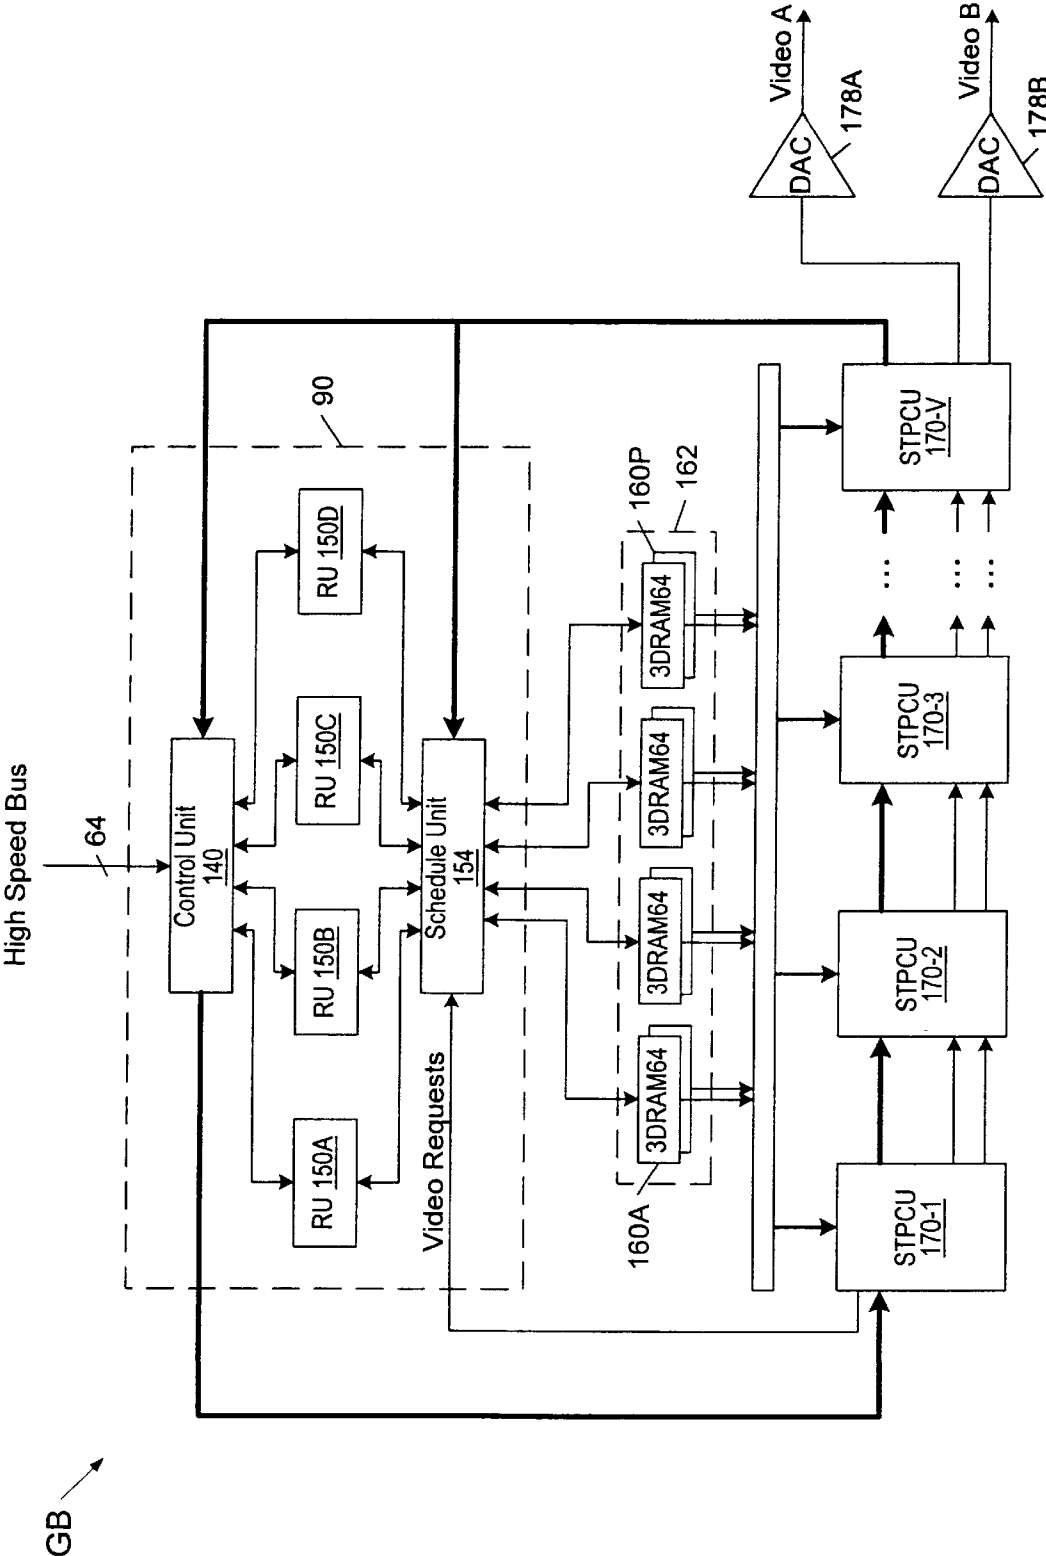 GB
High Speed Bus
64
Control Unit
140
90
RU 150A
RU 150B
RU 150C
RU 150D
Video Requests
Schedule Unit
154
160A
3DRAM64
3DRAM64
3DRAM64
3DRAM64
160P
162
STPCU
170-1
STPCU
170-2
STPCU
170-3
...
...
...
STPCU
170-V
DAC
178A
Video A
DAC
178B
Video B